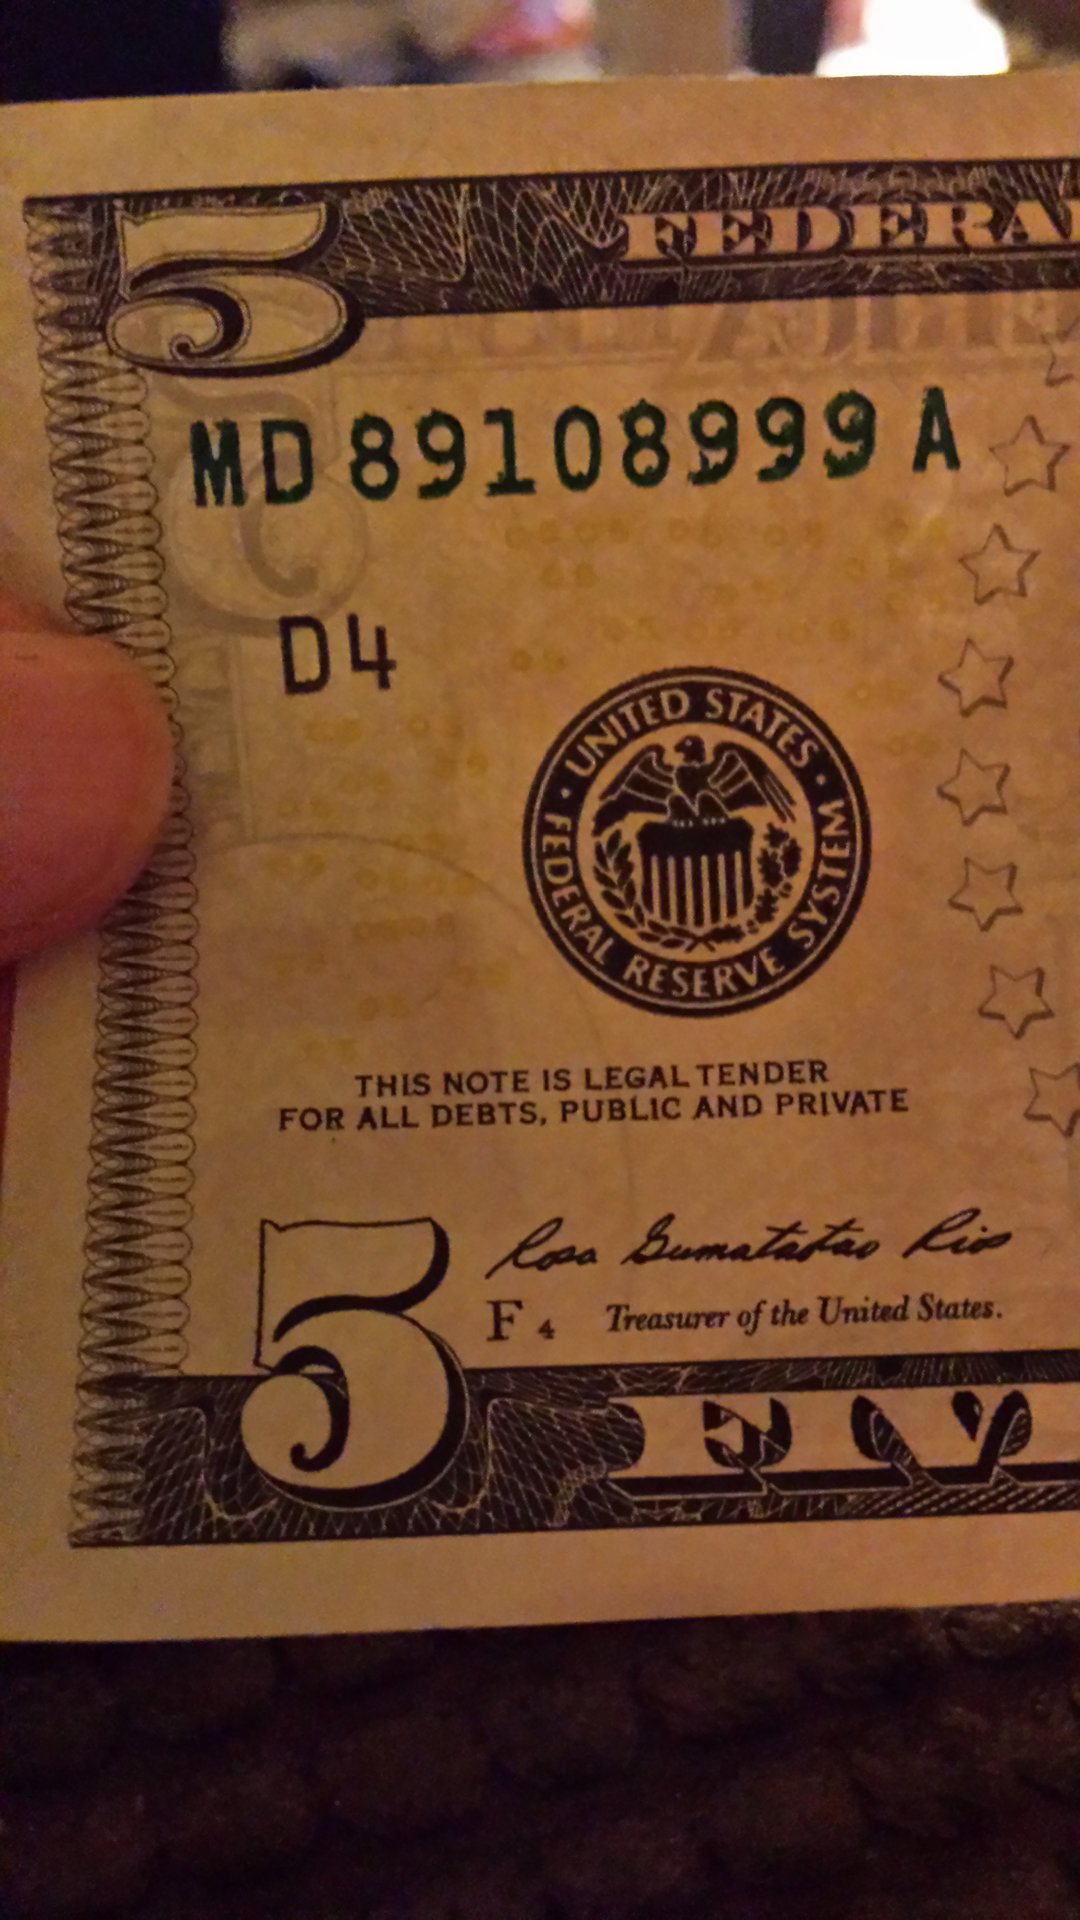 5 FEDERA
MD 89108999 A
D4
UNITED STATES
FEDERAL RESERVE SYSTEM
THIS NOTE IS LEGAL TENDER
FOR ALL DEBTS, PUBLIC AND PRIVATE
Rosa Gumataotao Rios
F 4 Treasurer of the United States.
5 FIV